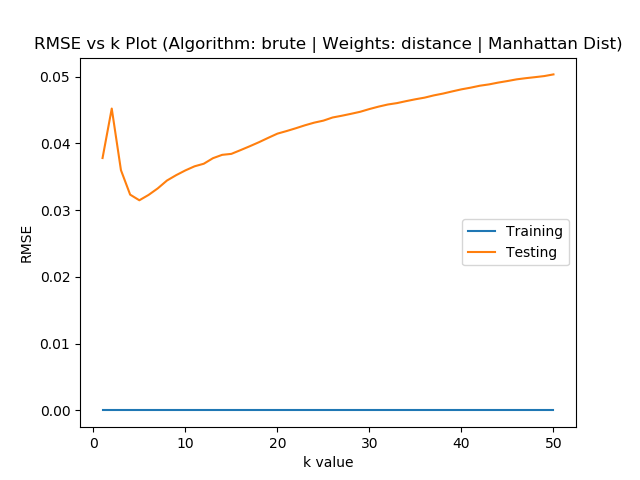 RMSE vs k Plot (Algorithm: brute | Weights: distance | Manhattan Dist)
0.05
0.04
0.03
0.02
0.01
0.00
RMSE
Training
Testing
0 10 20 30 40 50
k value